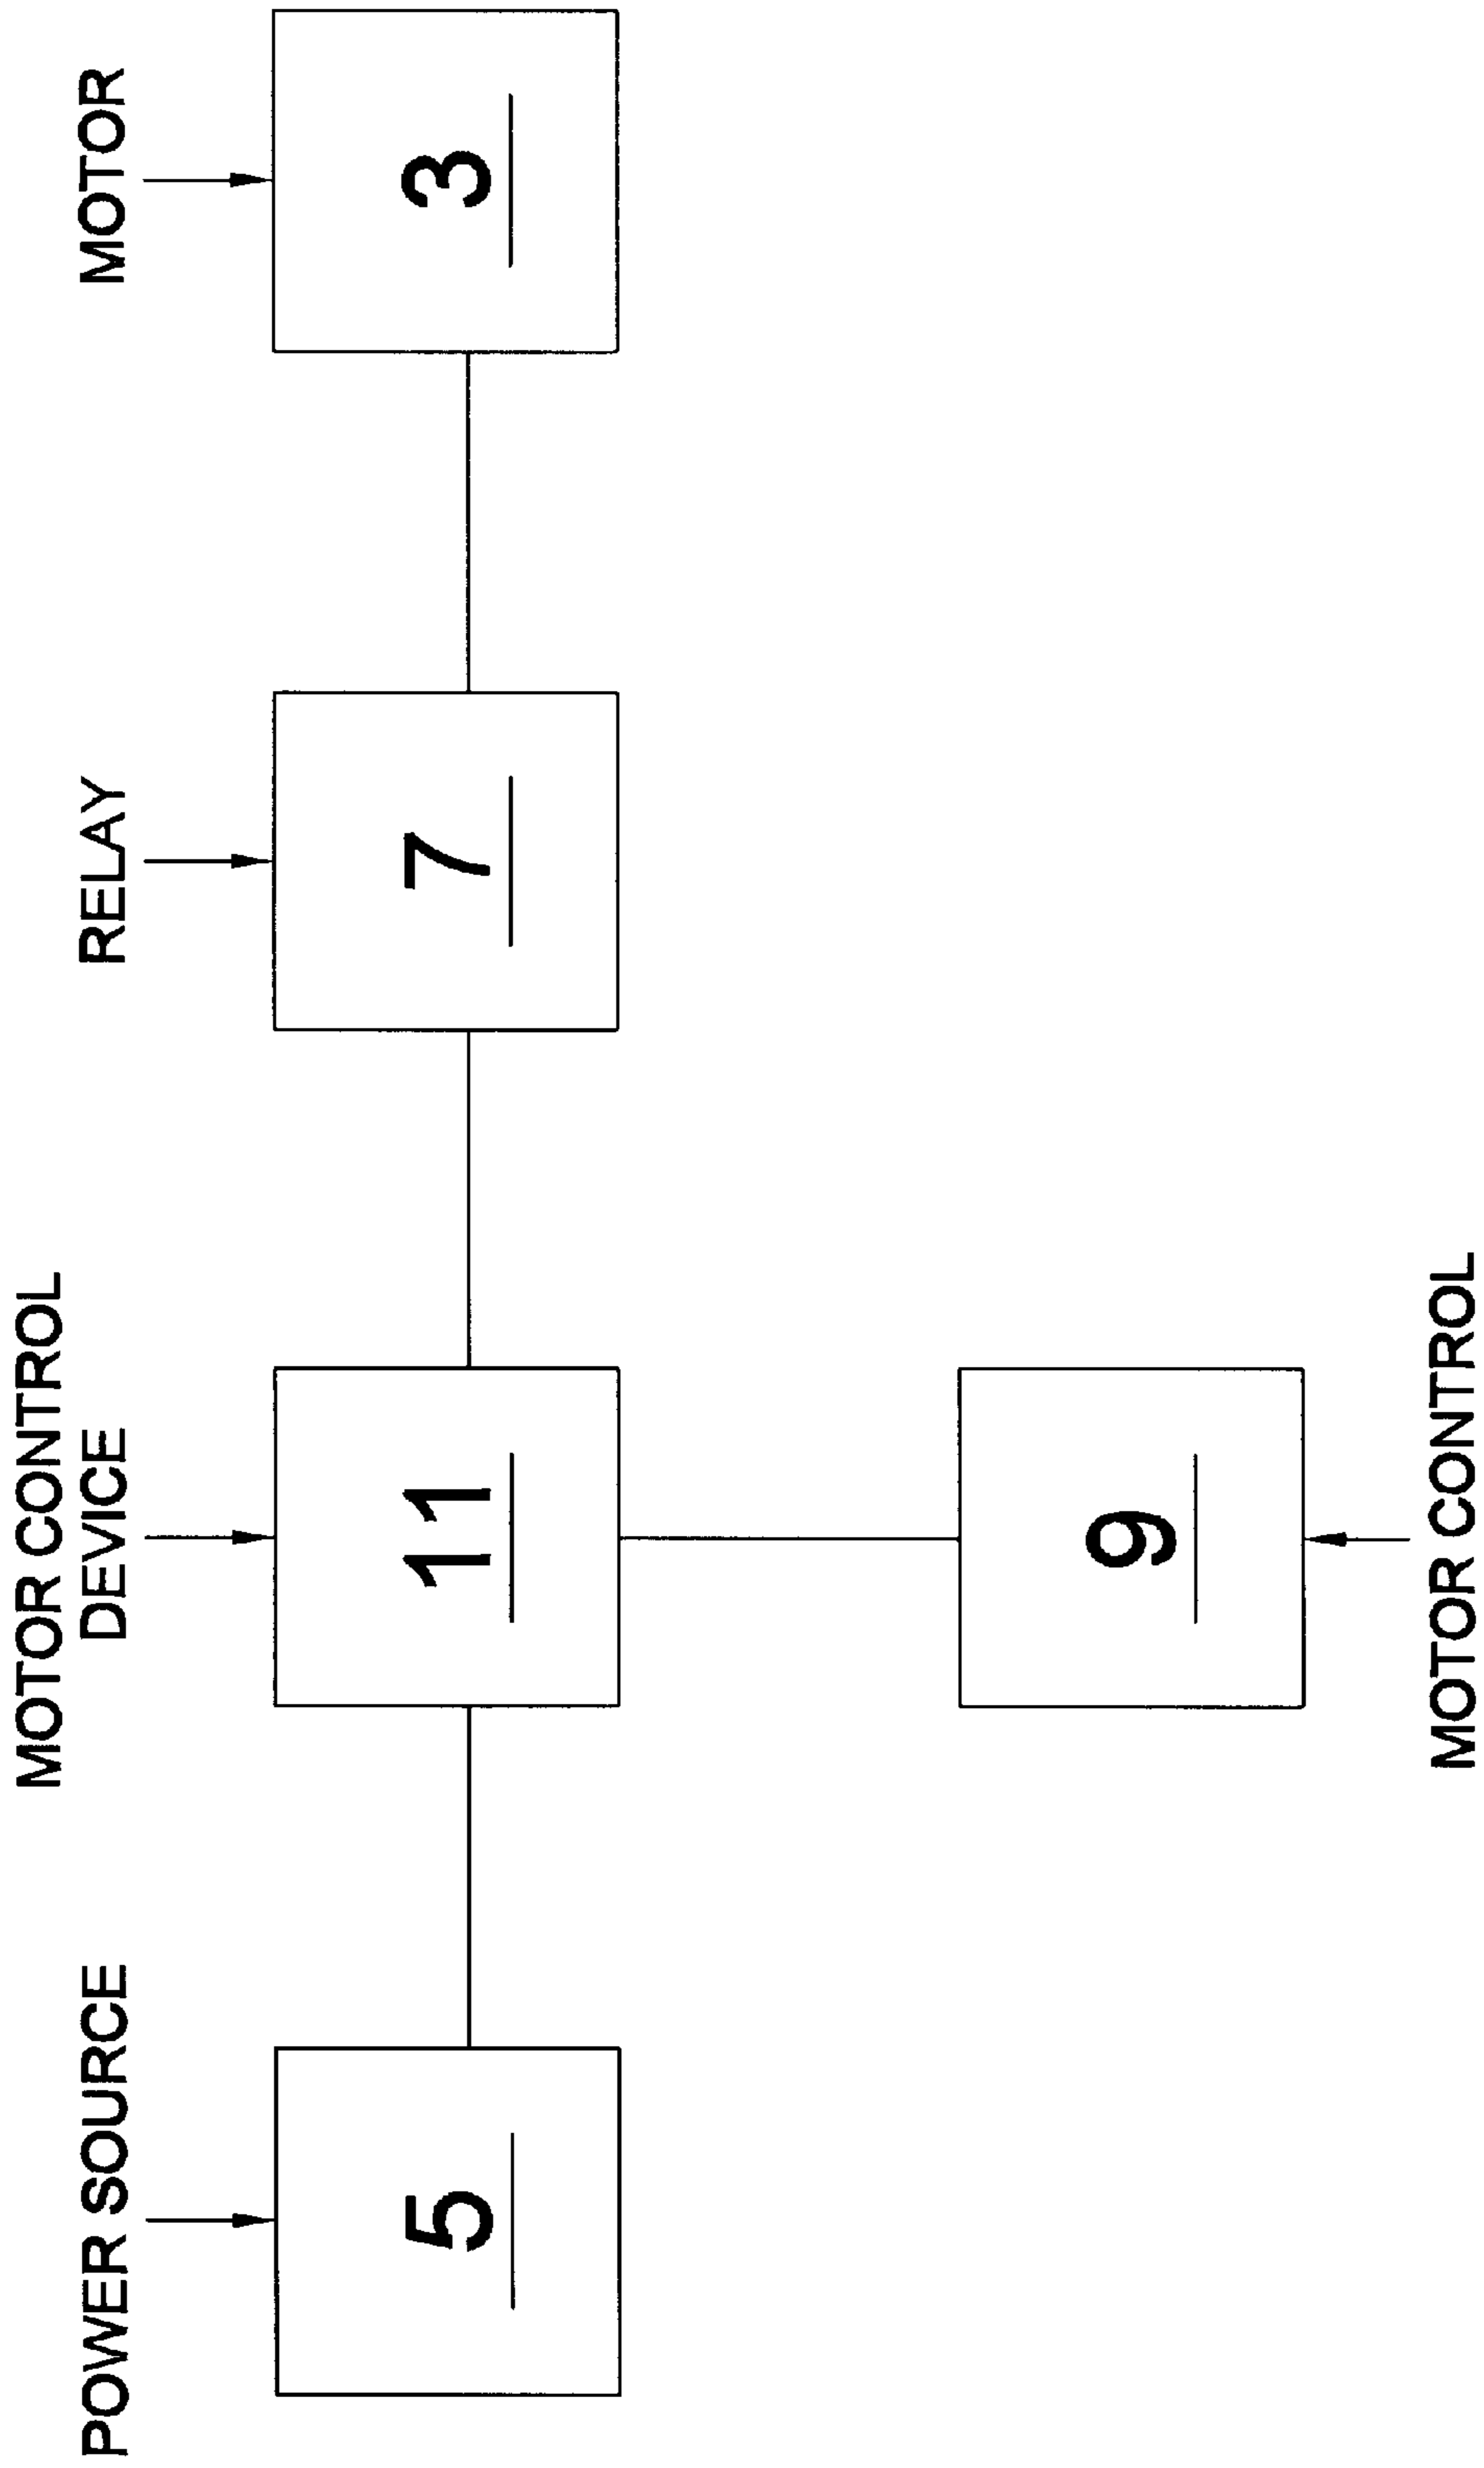 MOTOR CONTROL
DEVICE
POWER SOURCE
RELAY
MOTOR
5
11
7
3
9
MOTOR CONTROL